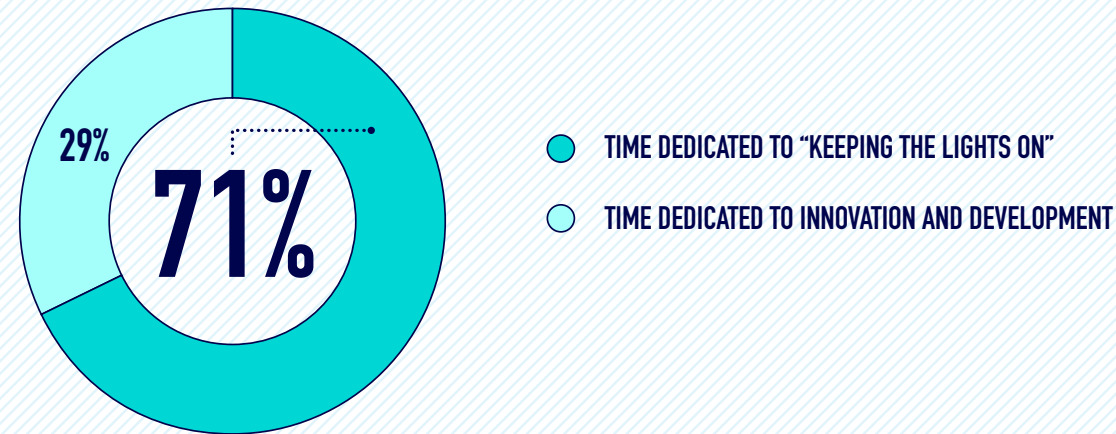 29%
71%
TIME DEDICATED TO “KEEPING THE LIGHTS ON”
TIME DEDICATED TO INNOVATION AND DEVELOPMENT